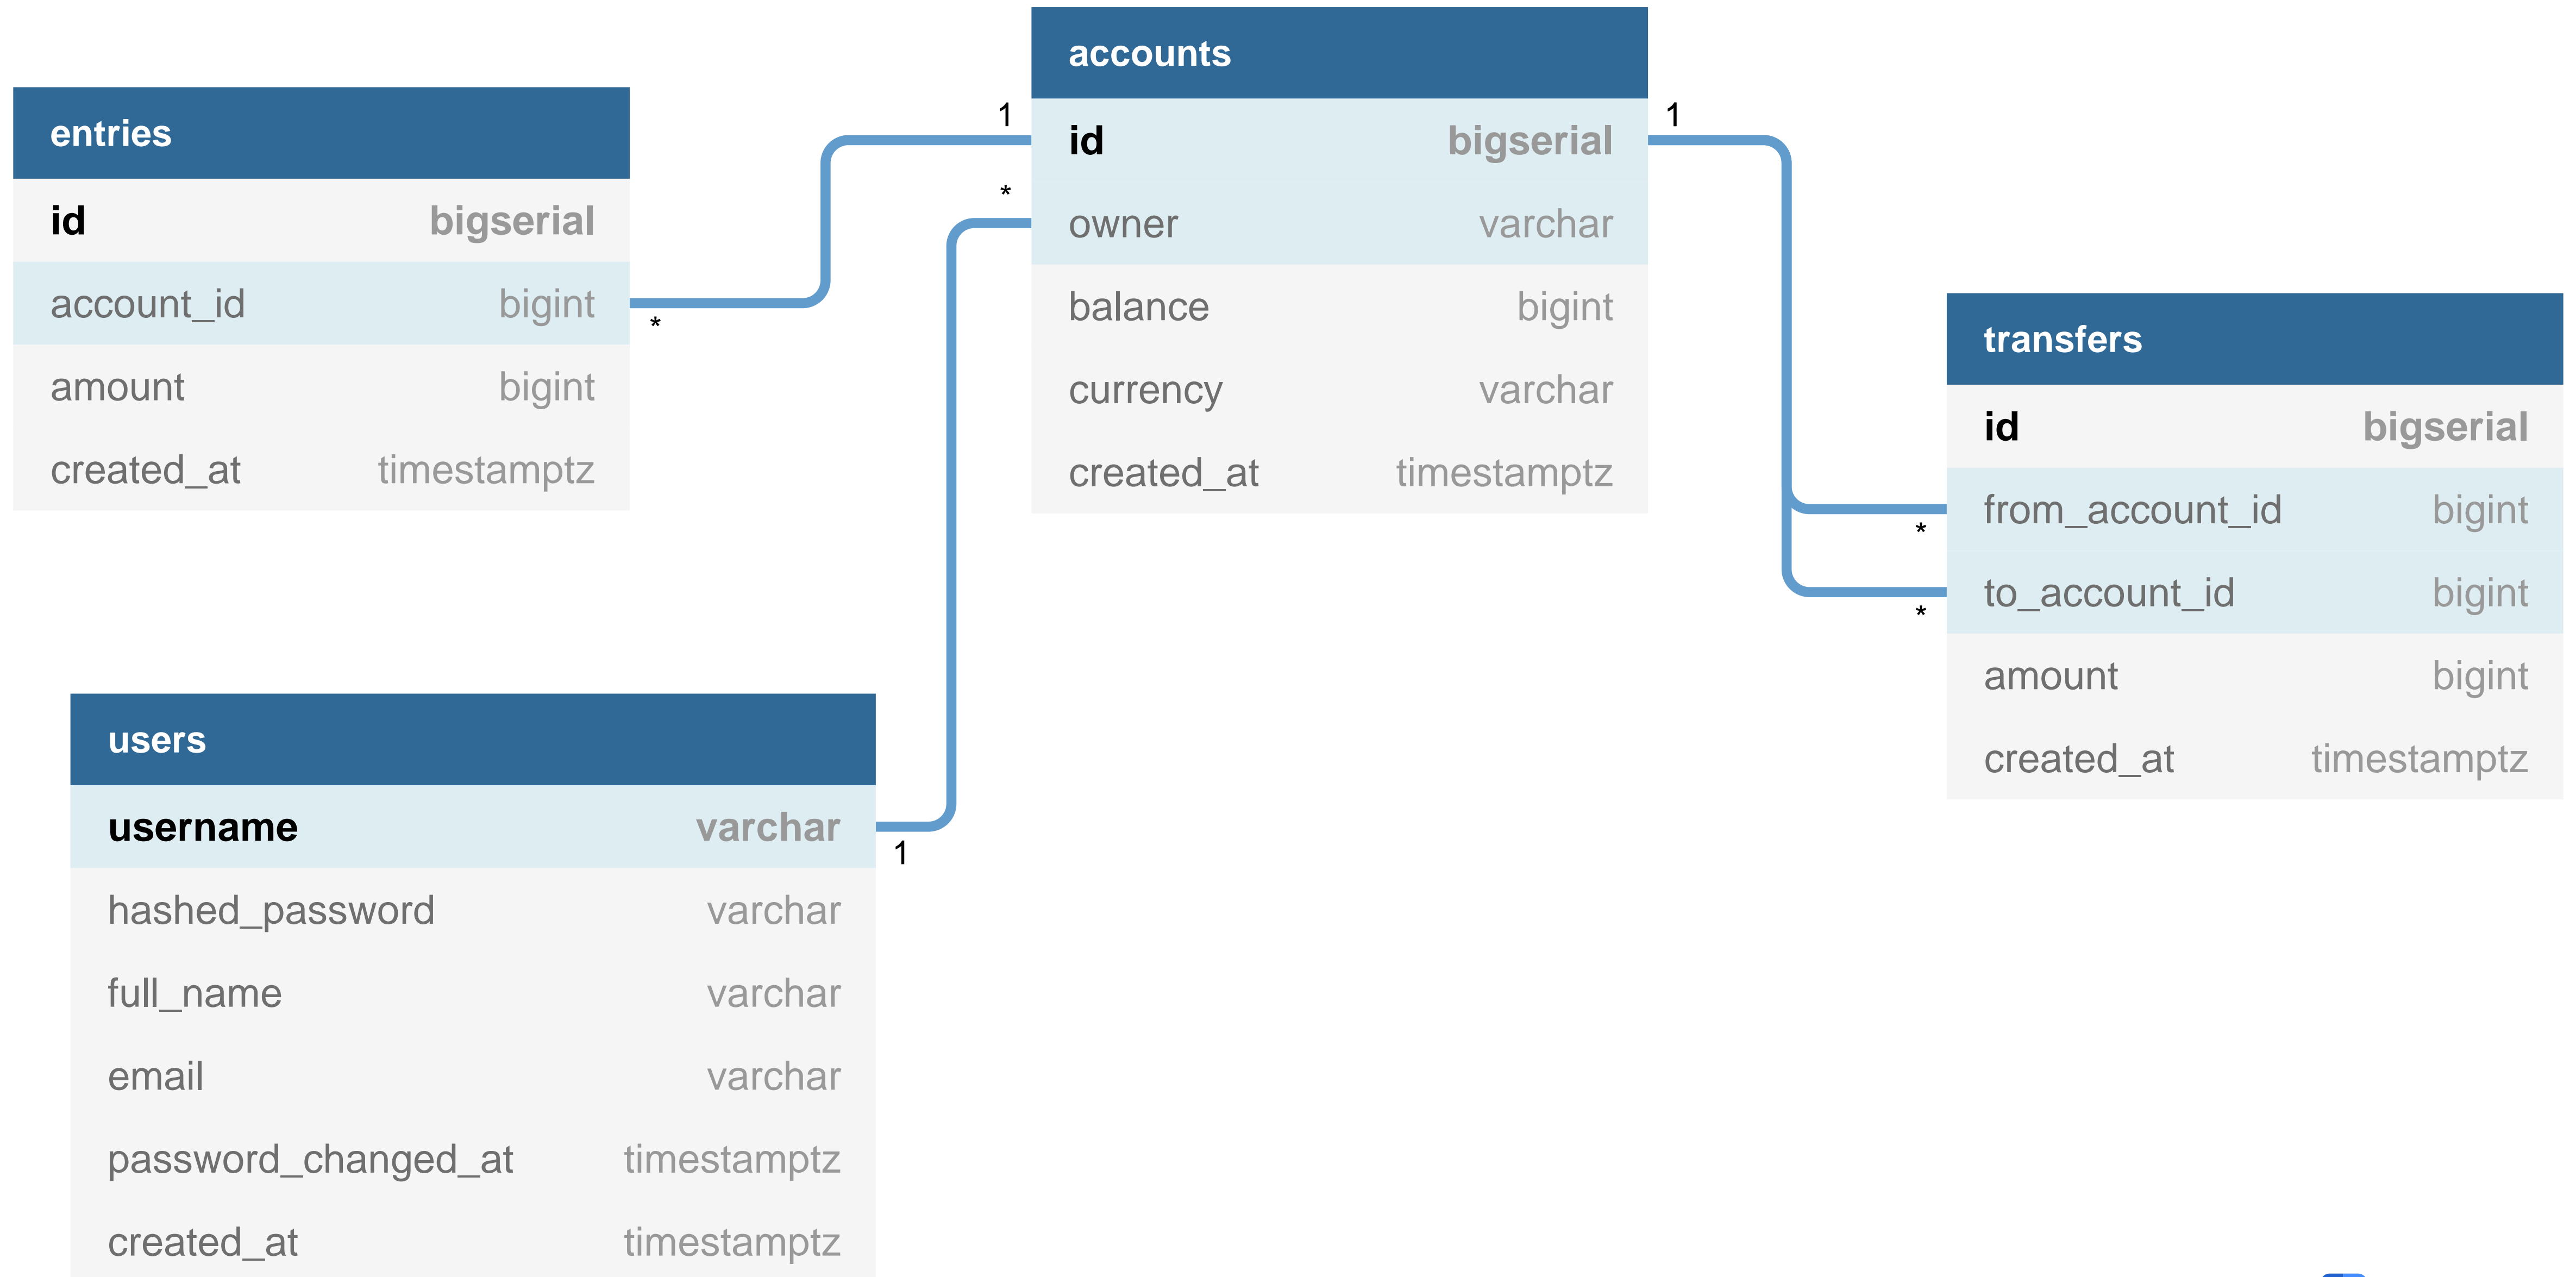 entries
id bigserial
account_id bigint
amount bigint
created_at timestamptz
accounts
id bigserial
owner varchar
balance bigint
currency varchar
created_at timestamptz
1
*
*
1
transfers
id bigserial
from_account_id bigint
to_account_id bigint
amount bigint
created_at timestamptz
*
*
users
username varchar
hashed_password varchar
full_name varchar
email varchar
password_changed_at timestamptz
created_at timestamptz
1